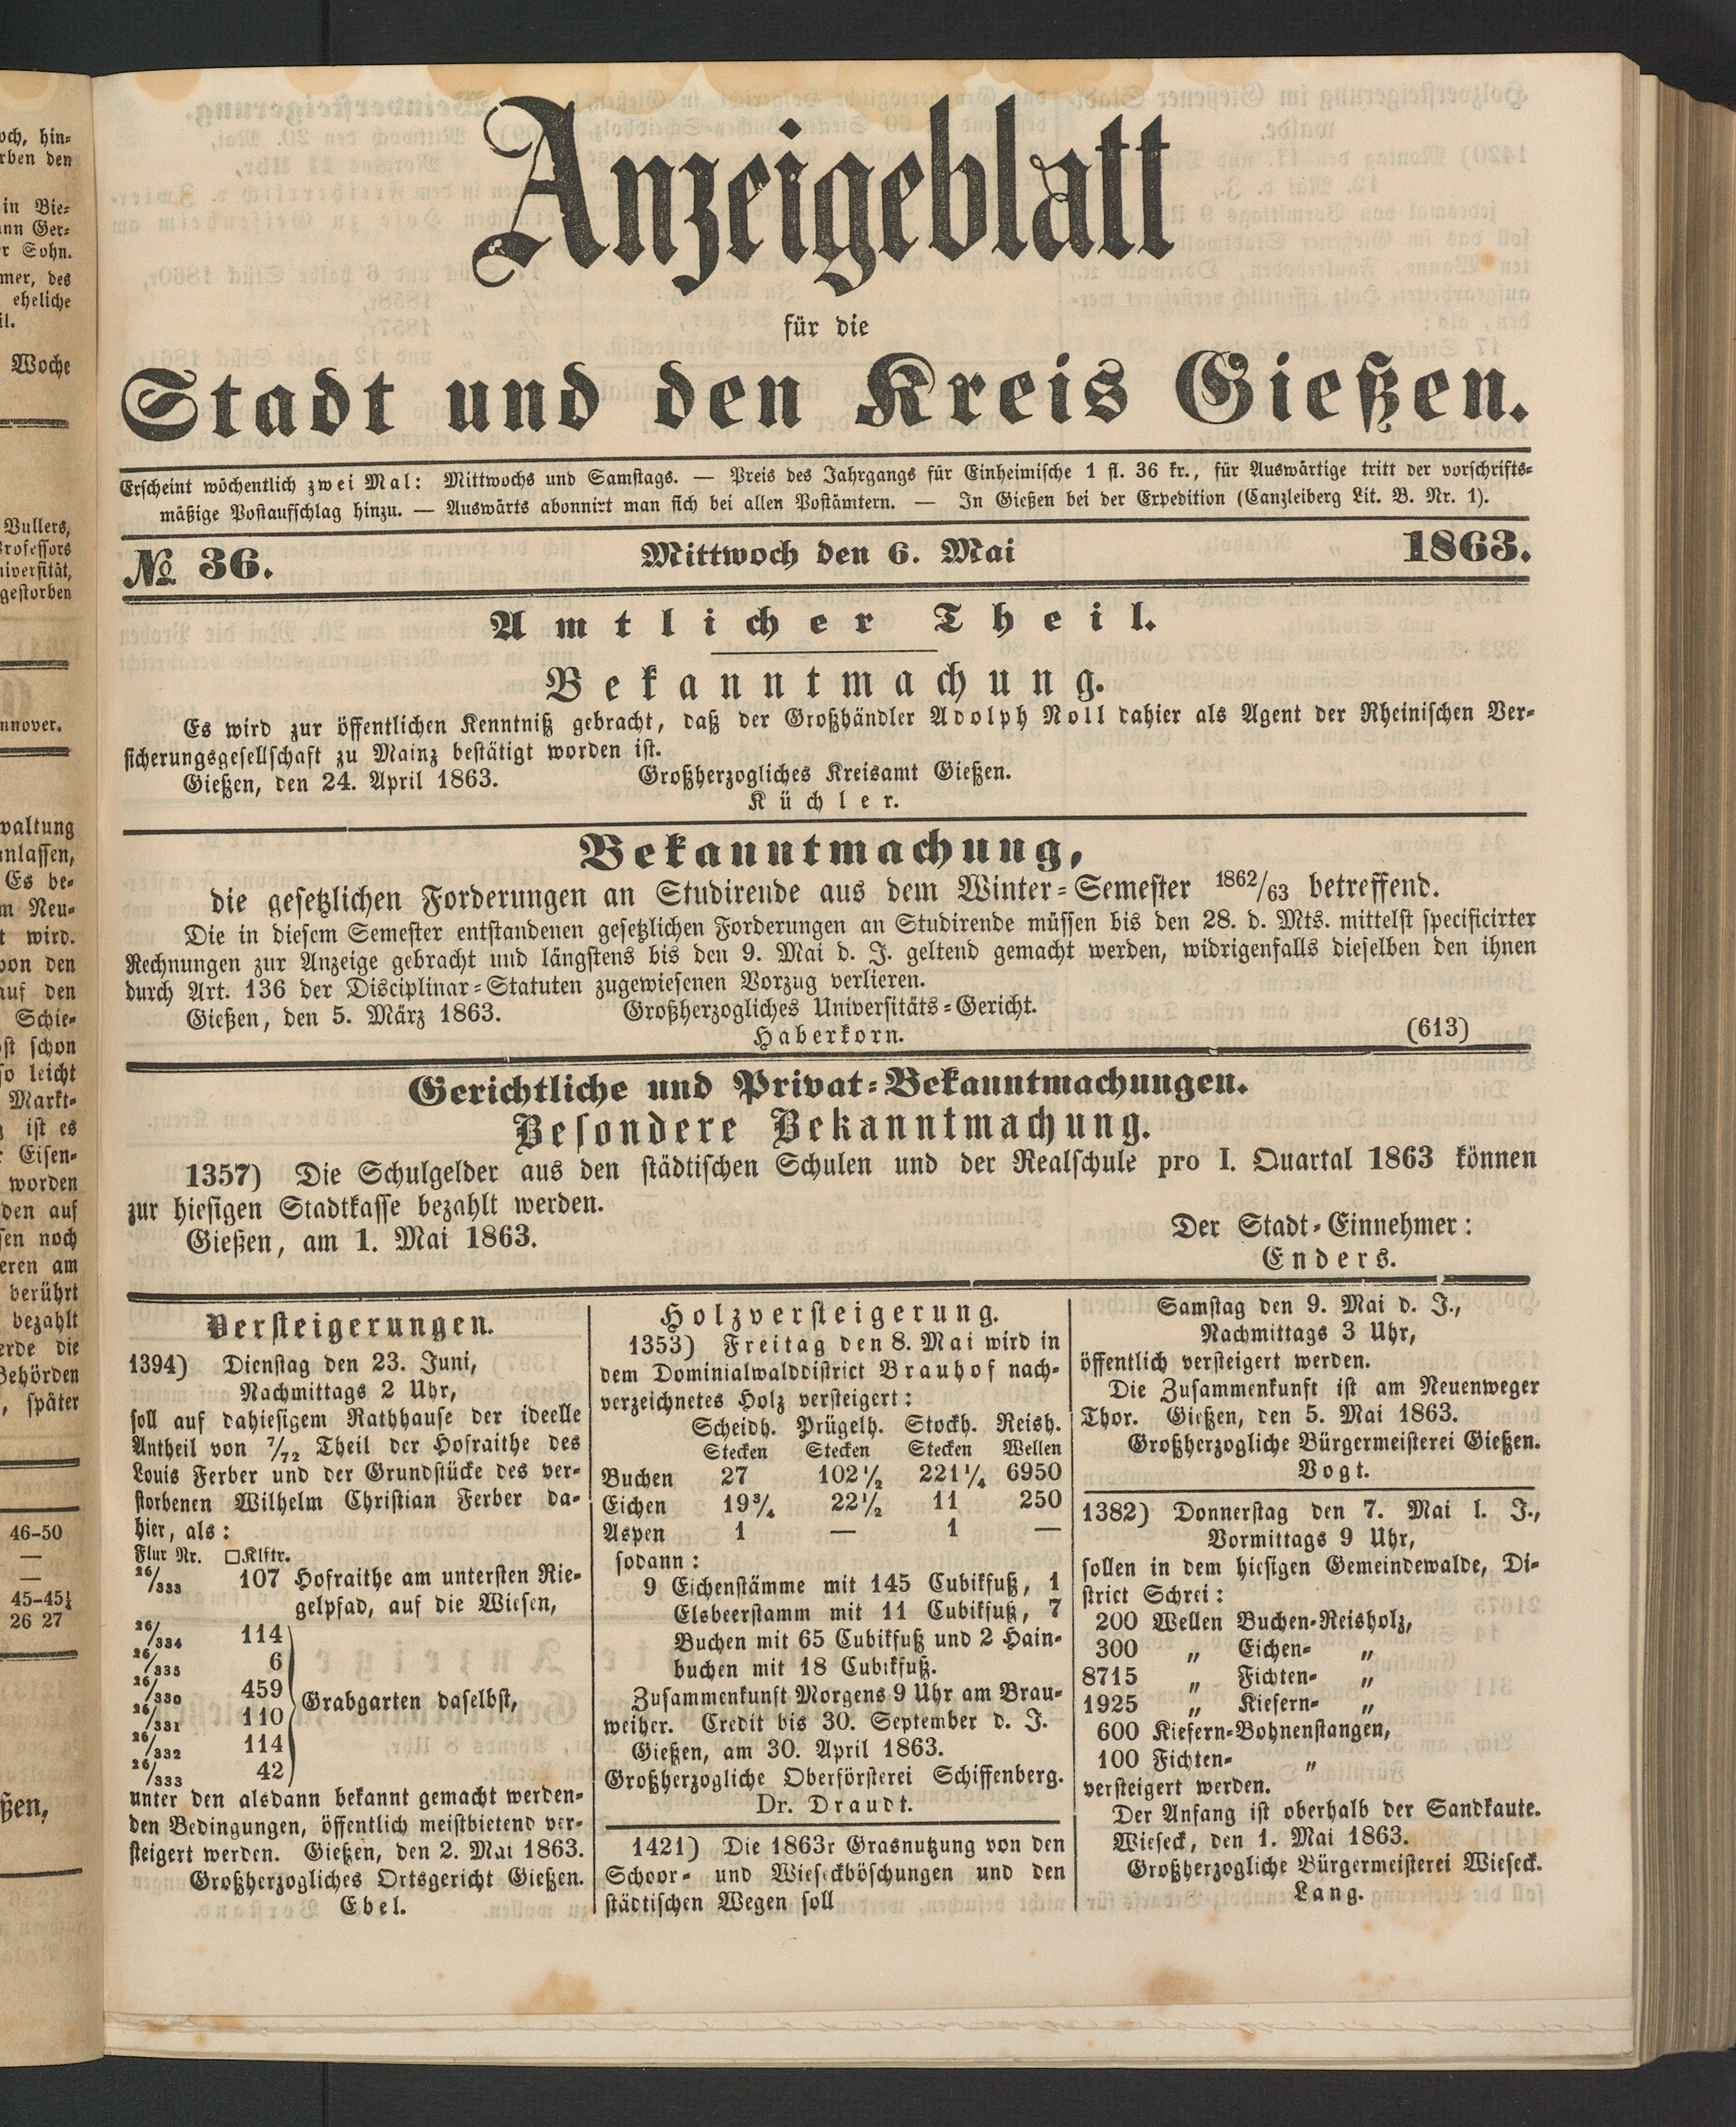 Anzeigeblatt
für die
Stadt und den Kreis Gießen.
Erscheint wöchentlich zwei Mal: Mittwochs und Samstags. — Preis des Jahrgangs für Einheimische 1 fl. 36 kr., für Auswärtige tritt der vorschrifts-
mäßige Postaufschlag hinzu. — Auswärts abonnirt man sich bei allen Postämtern. — In Gießen bei der Expedition (Canzleiberg Lit. B. Nr. 1).
№ 36. Mittwoch den 6. Mai 1863.
Amtlicher Theil.
Bekanntmachung.
Es wird zur öffentlichen Kenntniß gebracht, daß der Großhändler Adolph Noll dahier als Agent der Rheinischen Ver-
sicherungsgesellschaft zu Mainz bestätigt worden ist.
Gießen, den 24. April 1863. Großherzogliches Kreisamt Gießen.
Küchler.
Bekanntmachung,
die gesetzlichen Forderungen an Studirende aus dem Winter-Semester 1862/63 betreffend.
Die in diesem Semester entstandenen gesetzlichen Forderungen an Studirende müssen bis den 28. d. Mts. mittelst specificirter
Rechnungen zur Anzeige gebracht und längstens bis den 9. Mai d. J. geltend gemacht werden, widrigenfalls dieselben den ihnen
durch Art. 136 der Disciplinar-Statuten zugewiesenen Vorzug verlieren.
Gießen, den 5. März 1863. Großherzogliches Universitäts-Gericht.
Haberkorn. (613)
Gerichtliche und Privat-Bekanntmachungen.
Besondere Bekanntmachung.
1357) Die Schulgelder aus den städtischen Schulen und der Realschule pro I. Quartal 1863 können
zur hiesigen Stadtkasse bezahlt werden.
Gießen, am 1. Mai 1863.
Der Stadt-Einnehmer:
Enders.
Versteigerungen.
1394) Dienstag den 23. Juni,
Nachmittags 2 Uhr,
soll auf dahiesigem Rathhause der ideelle
Antheil von 7/72 Theil der Hofraithe des
Louis Ferber und der Grundstücke des ver-
storbenen Wilhelm Christian Ferber da-
hier, als:
Flur Nr. □Klftr.
26/333 107 Hofraithe am untersten Rie-
gelpfad, auf die Wiesen,
26/334 114
26/335 6
26/330 459 Grabgarten daselbst,
26/331 110
26/332 114
26/333 42
unter den alsdann bekannt gemacht werden-
den Bedingungen, öffentlich meistbietend ver-
steigert werden. Gießen, den 2. Mai 1863.
Großherzogliches Ortsgericht Gießen.
Ebel.
Holzversteigerung.
1353) Freitag den 8. Mai wird in
dem Dominialwalddistrict Brauhof nach-
verzeichnetes Holz versteigert:
Scheidh. Prügelh. Stockh. Reish.
Stecken Stecken Stecken Wellen
Buchen 27 102 1/2 221 1/4 6950
Eichen 19 3/4 22 1/2 11 250
Aspen 1 — 1 —
sodann:
9 Eichenstämme mit 145 Cubikfuß, 1
Elsbeerstamm mit 11 Cubikfuß, 7
Buchen mit 65 Cubikfuß und 2 Hain-
buchen mit 18 Cubikfuß.
Zusammenkunft Morgens 9 Uhr am Brau-
weiher. Credit bis 30. September d. J.
Gießen, am 30. April 1863.
Großherzogliche Oberförsterei Schiffenberg.
Dr. Draudt.
1421) Die 1863r Grasnutzung von den
Schoor- und Wieseckböschungen und den
städtischen Wegen soll
Samstag den 9. Mai d. J.,
Nachmittags 3 Uhr,
öffentlich versteigert werden.
Die Zusammenkunft ist am Neuenweger
Thor. Gießen, den 5. Mai 1863.
Großherzogliche Bürgermeisterei Gießen.
Vogt.
1382) Donnerstag den 7. Mai l. J.,
Vormittags 9 Uhr,
sollen in dem hiesigen Gemeindewalde, Di-
strict Schrei:
200 Wellen Buchen-Reisholz,
300 „ Eichen- „
8715 „ Fichten- „
1925 „ Kiefern- „
600 Kiefern-Bohnenstangen,
100 Fichten- „
versteigert werden.
Der Anfang ist oberhalb der Sandkaute.
Wieseck, den 1. Mai 1863.
Großherzogliche Bürgermeisterei Wieseck.
Lang.